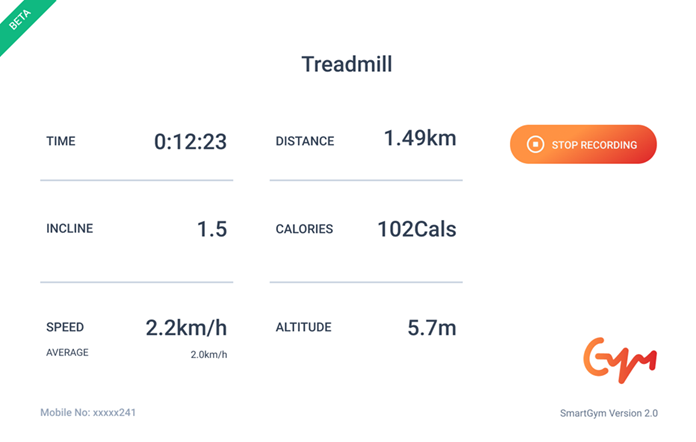 BETA
Treadmill
TIME 0:12:23
DISTANCE 1.49km
STOP RECORDING
INCLINE 1.5
CALORIES 102Cals
SPEED 2.2km/h
AVERAGE 2.0km/h
ALTITUDE 5.7m
Gym
Mobile No: xxxxx241
SmartGym Version 2.0